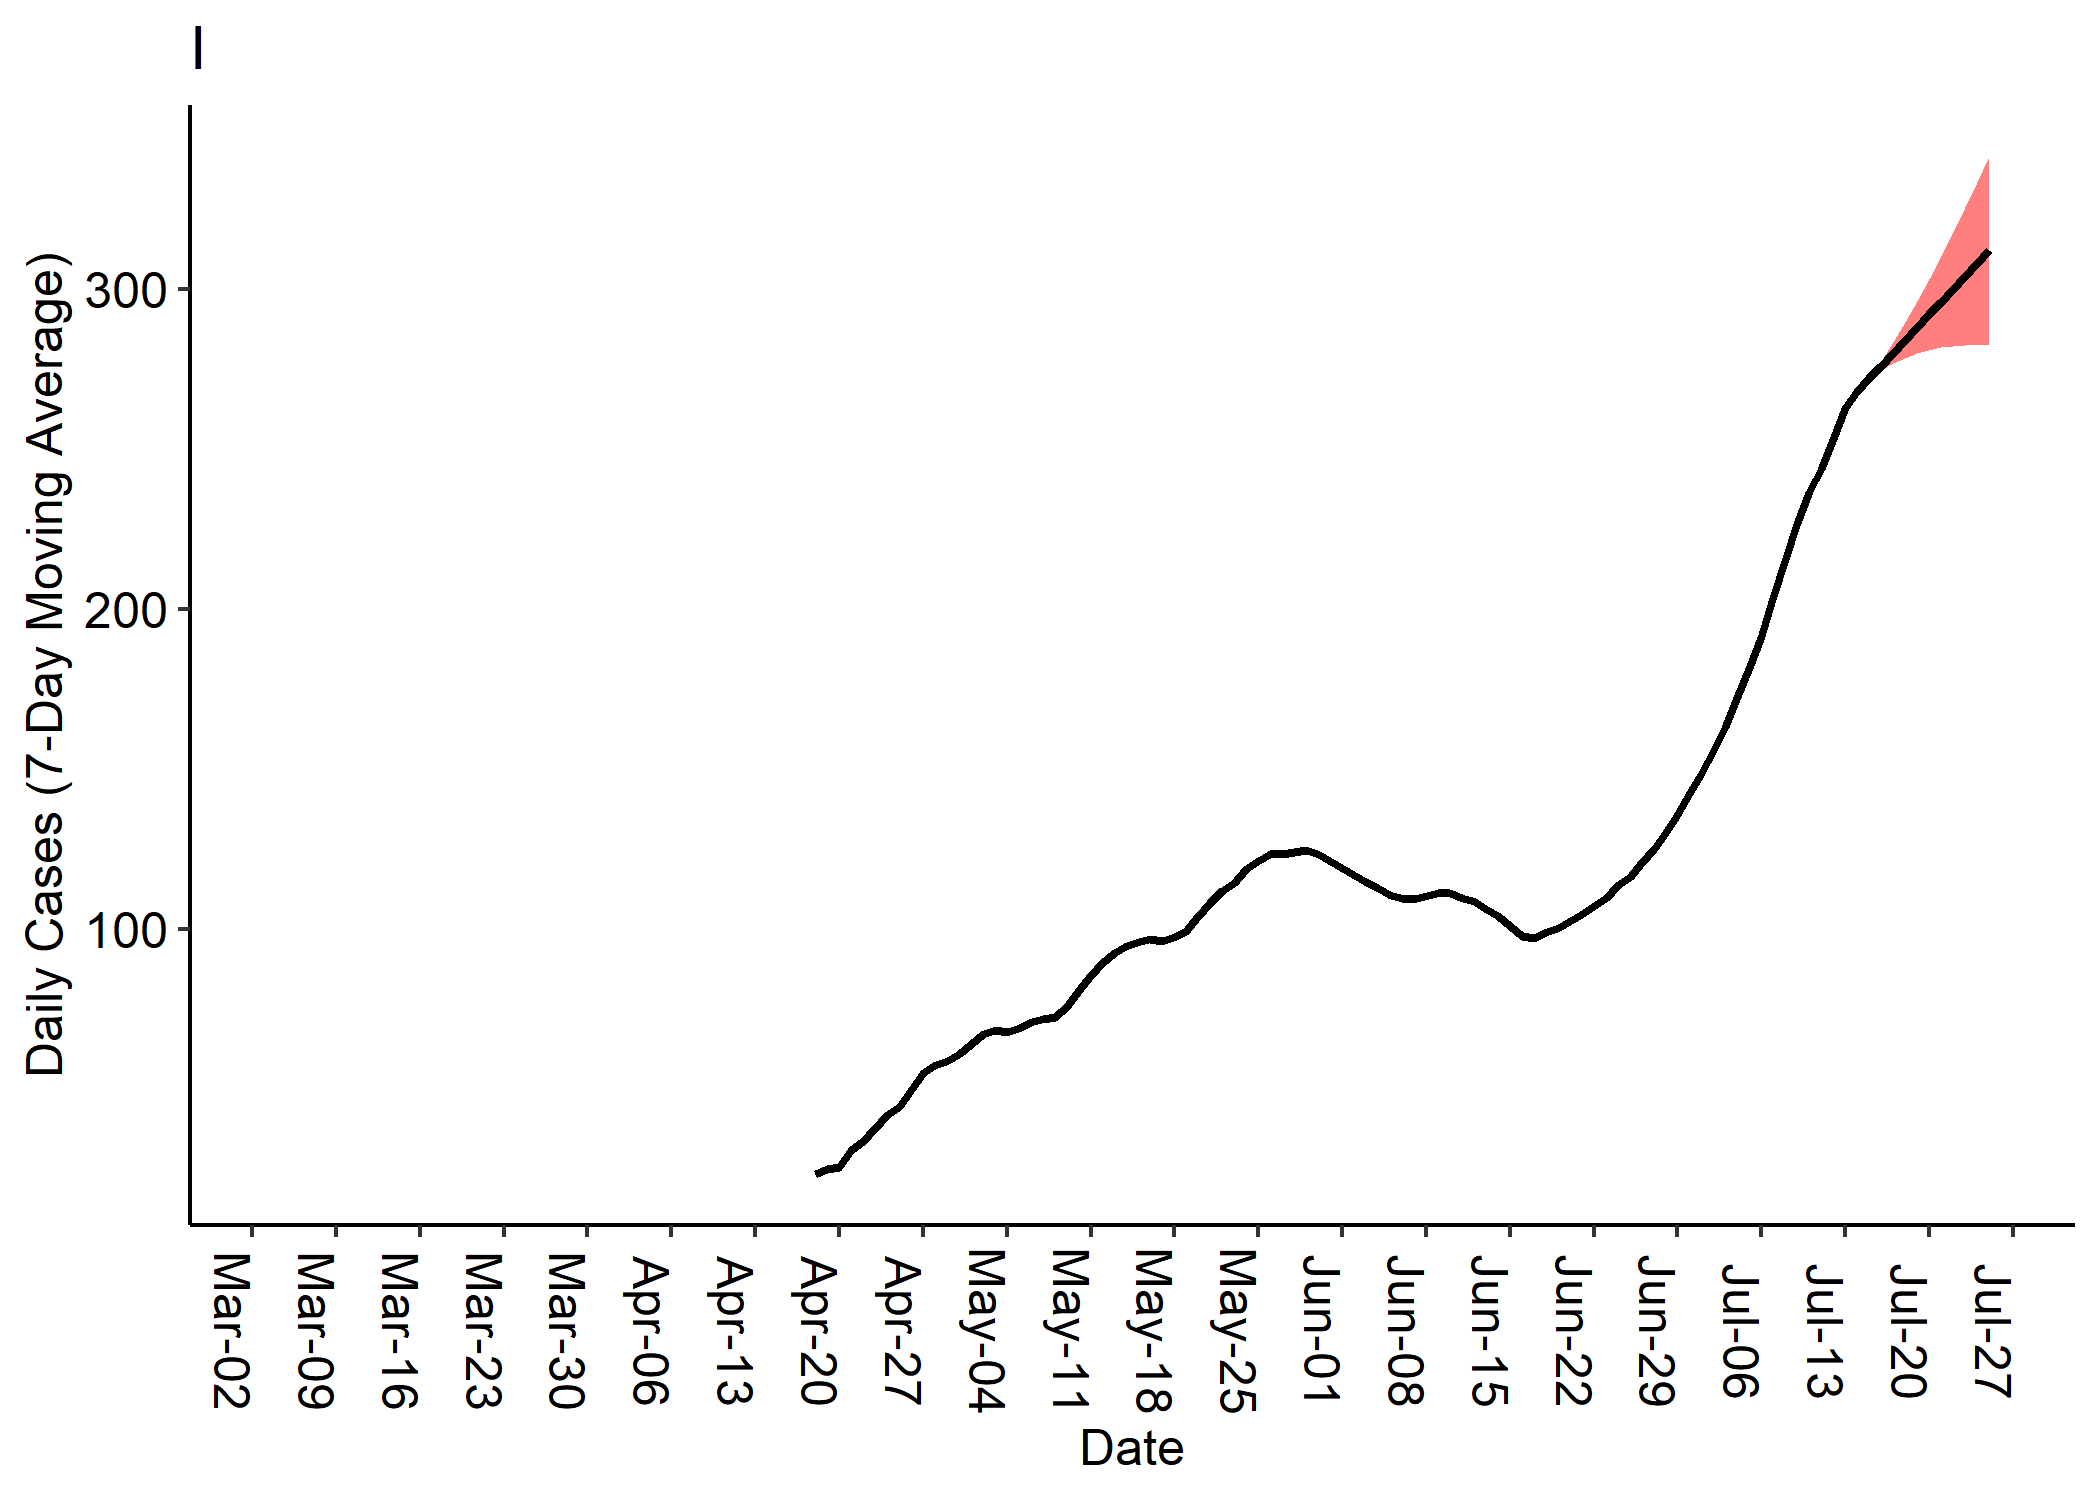 I
Daily Cases (7-Day Moving Average)
300
200
100
Mar-02
Mar-09
Mar-16
Mar-23
Mar-30
Apr-06
Apr-13
Apr-20
Apr-27
May-04
May-11
May-18
May-25
Jun-01
Jun-08
Jun-15
Jun-22
Jun-29
Jul-06
Jul-13
Jul-20
Jul-27
Date